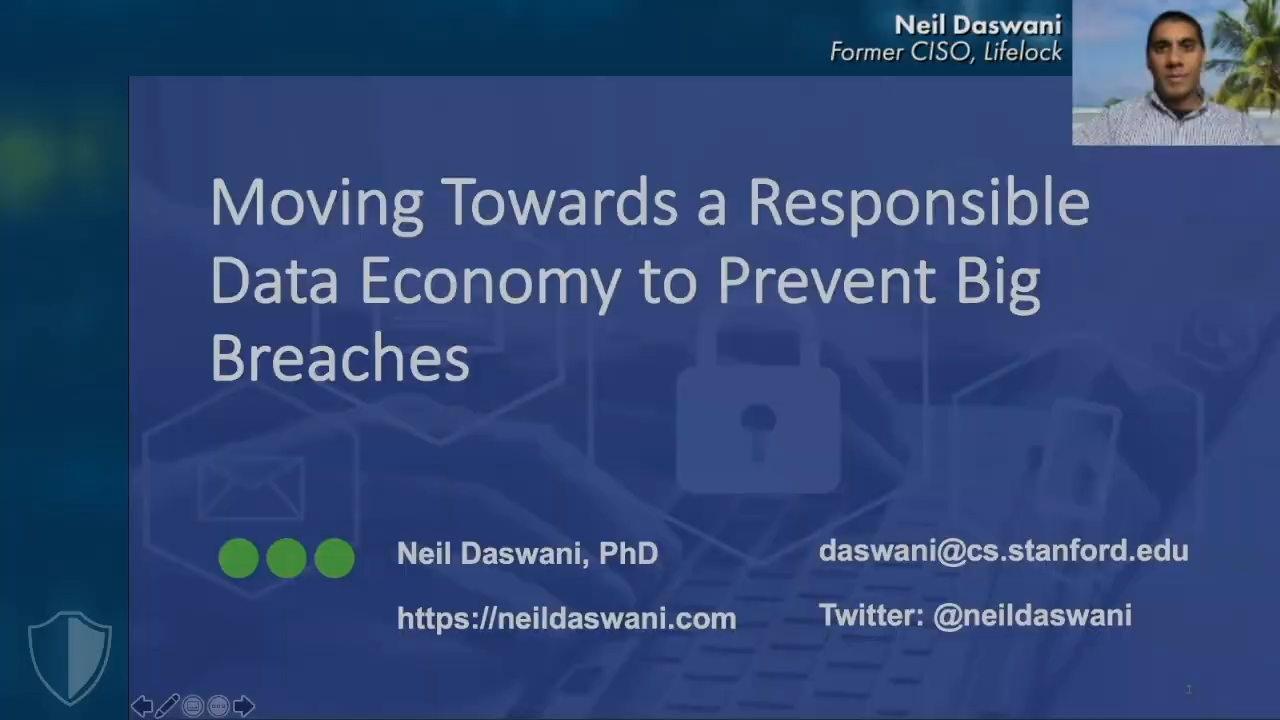 Neil Daswani
Former CISO, Lifelock
Moving Towards a Responsible
Data Economy to Prevent Big
Breaches
Neil Daswani, PhD
daswani@cs.stanford.edu
https://neildaswani.com
Twitter: @neildaswani
1